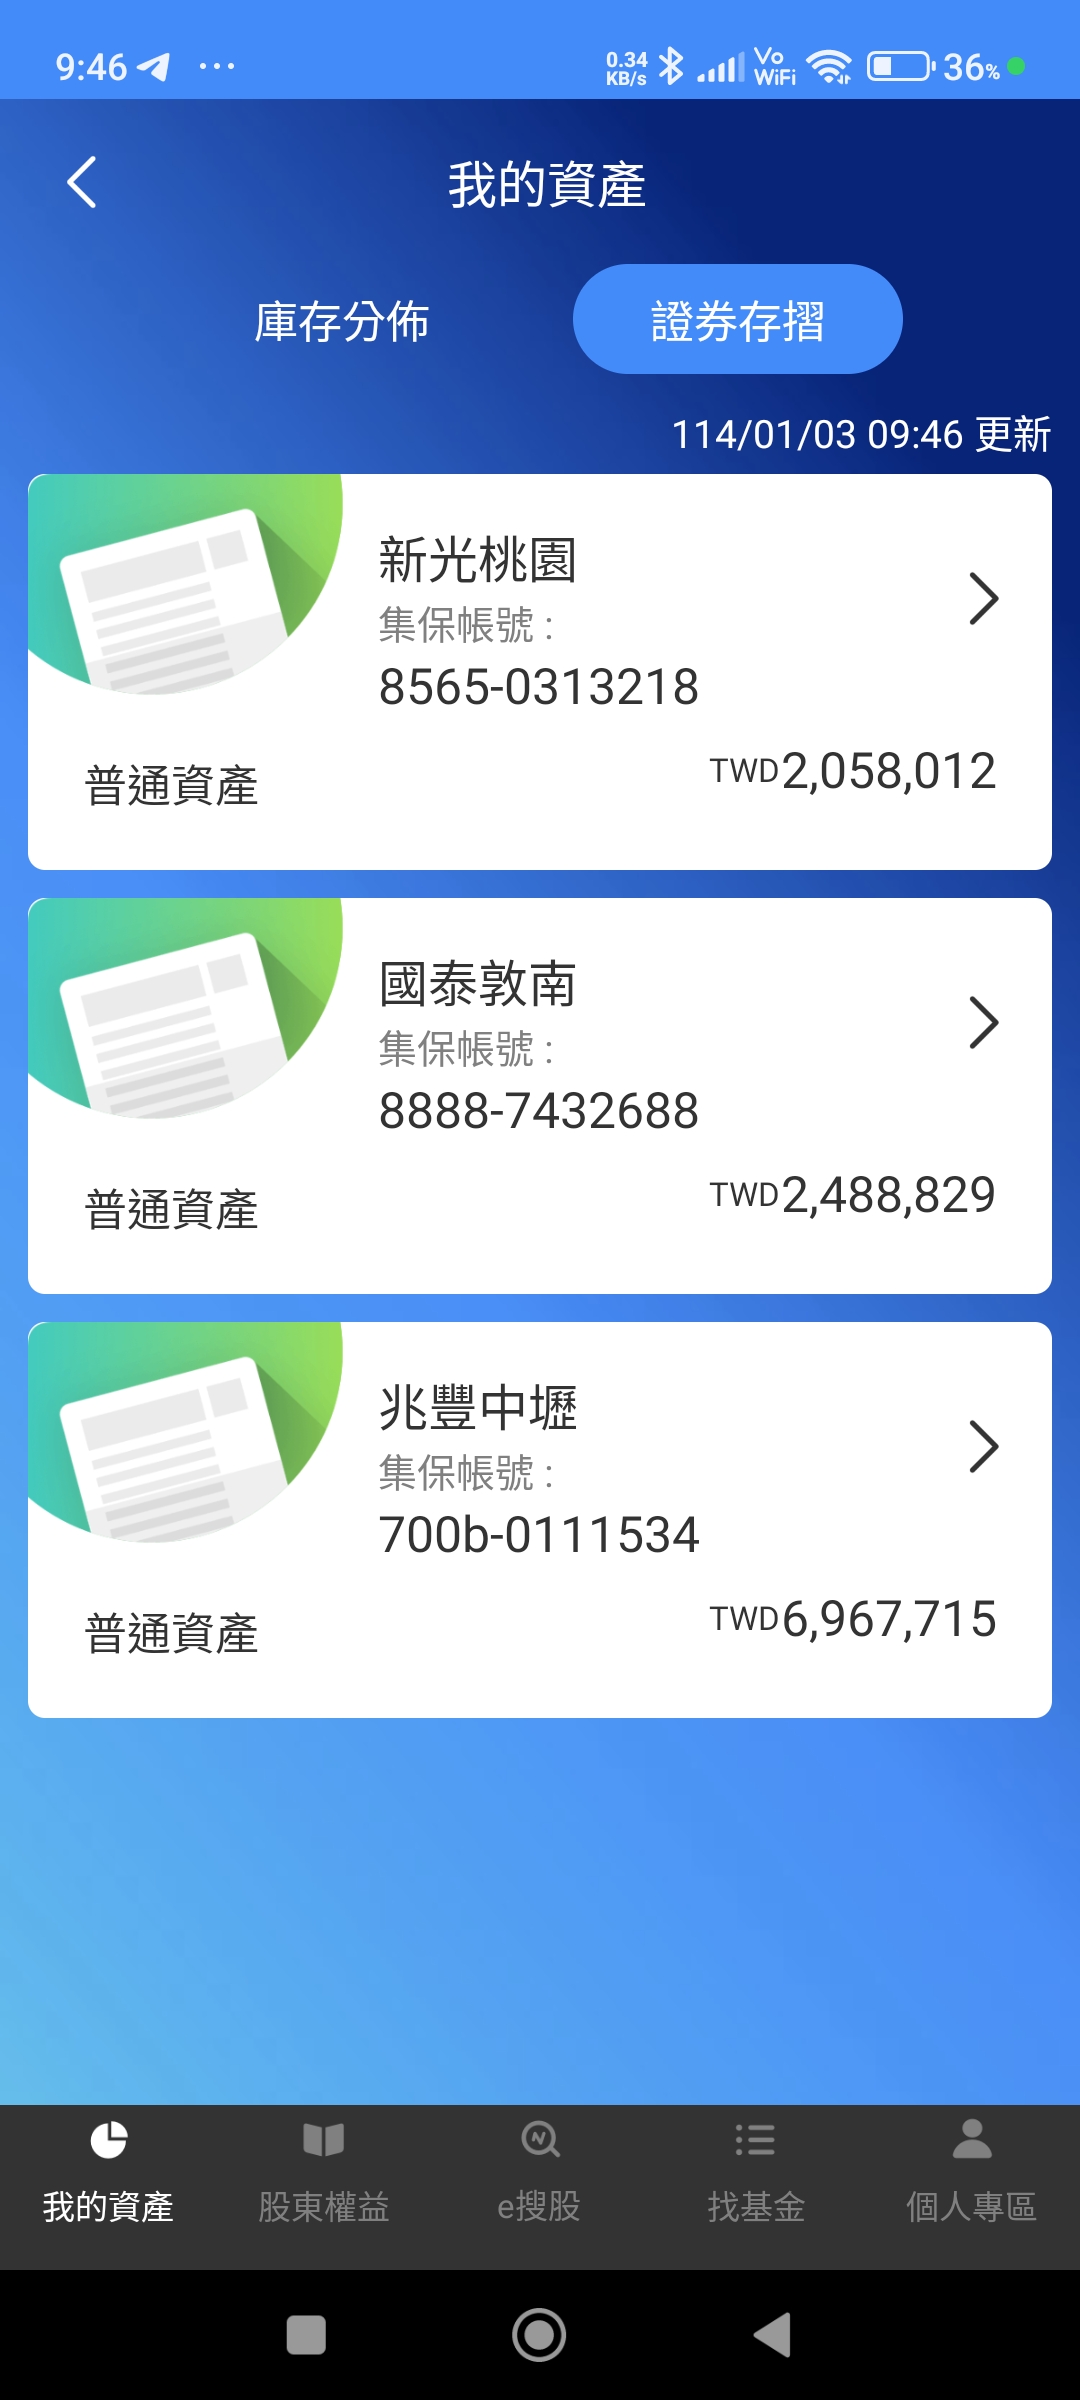 9:46 ···
0.34 KB/s Vo WiFi 36%
我的資產
庫存分佈 證券存摺
114/01/03 09:46 更新
新光桃園
集保帳號 :
8565-0313218
普通資產 TWD2,058,012
國泰敦南
集保帳號 :
8888-7432688
普通資產 TWD2,488,829
兆豐中壢
集保帳號 :
700b-0111534
普通資產 TWD6,967,715
我的資產 股東權益 e搜股 找基金 個人專區